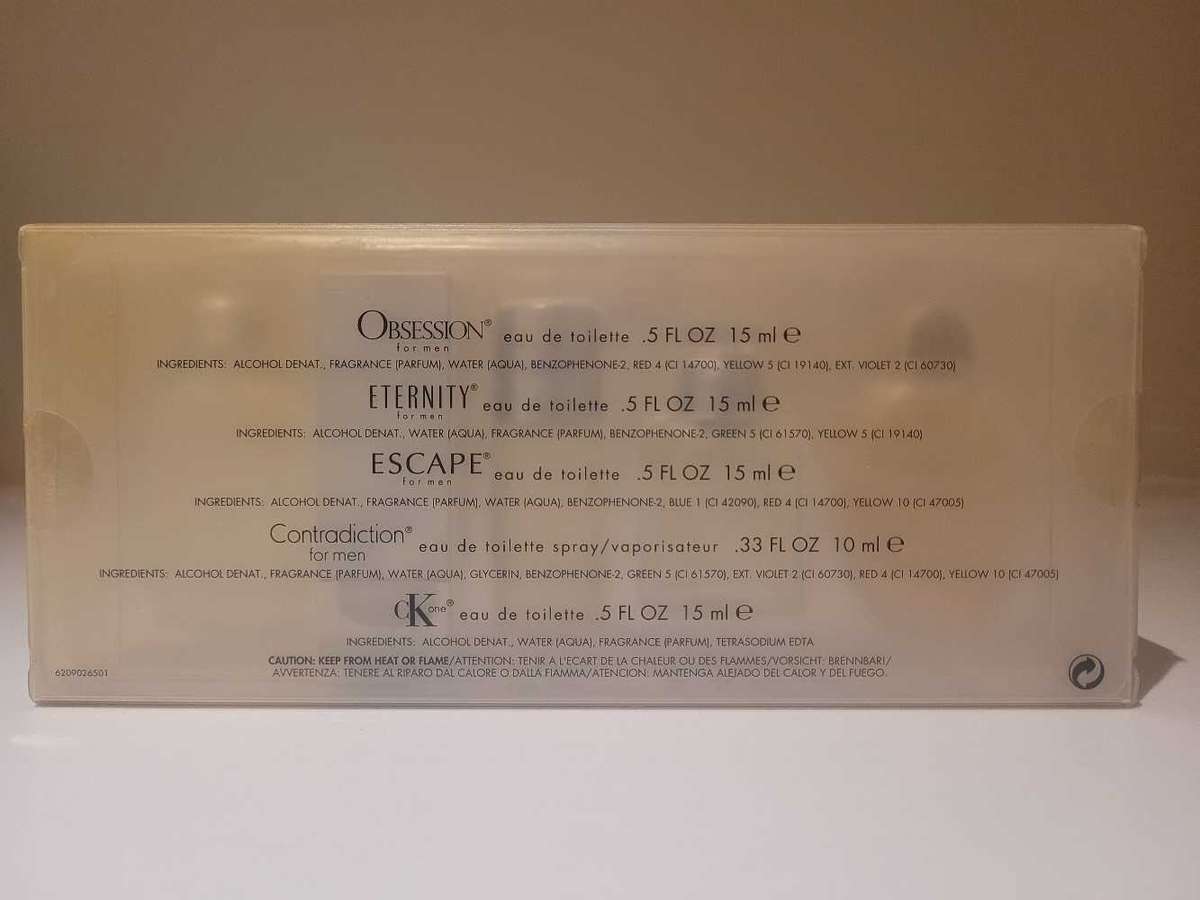 OBSESSION® eau de toilette .5 FL OZ 15 ml ℮
for men
INGREDIENTS: ALCOHOL DENAT., FRAGRANCE (PARFUM), WATER (AQUA), BENZOPHENONE-2, RED 4 (CI 14700), YELLOW 5 (CI 19140), EXT. VIOLET 2 (CI 60730)
ETERNITY® eau de toilette .5 FL OZ 15 ml ℮
for men
INGREDIENTS: ALCOHOL DENAT., WATER (AQUA), FRAGRANCE (PARFUM), BENZOPHENONE-2, GREEN 5 (CI 61570), YELLOW 5 (CI 19140)
ESCAPE® eau de toilette .5 FL OZ 15 ml ℮
for men
INGREDIENTS: ALCOHOL DENAT., FRAGRANCE (PARFUM), WATER (AQUA), BENZOPHENONE-2, BLUE 1 (CI 42090), RED 4 (CI 14700), YELLOW 10 (CI 47005)
Contradiction® eau de toilette spray/vaporisateur .33 FL OZ 10 ml ℮
for men
INGREDIENTS: ALCOHOL DENAT., FRAGRANCE (PARFUM), WATER (AQUA), GLYCERIN, BENZOPHENONE-2, GREEN 5 (CI 61570), EXT. VIOLET 2 (CI 60730), RED 4 (CI 14700), YELLOW 10 (CI 47005)
cK one® eau de toilette .5 FL OZ 15 ml ℮
INGREDIENTS: ALCOHOL DENAT., WATER (AQUA), FRAGRANCE (PARFUM), TETRASODIUM EDTA
CAUTION: KEEP FROM HEAT OR FLAME/ATTENTION: TENIR A L'ECART DE LA CHALEUR OU DES FLAMMES/VORSICHT: BRENNBAR/
AVVERTENZA: TENERE AL RIPARO DAL CALORE O DALLA FIAMMA/ATENCION: MANTENGA ALEJADO DEL CALOR Y DEL FUEGO.
6209026501